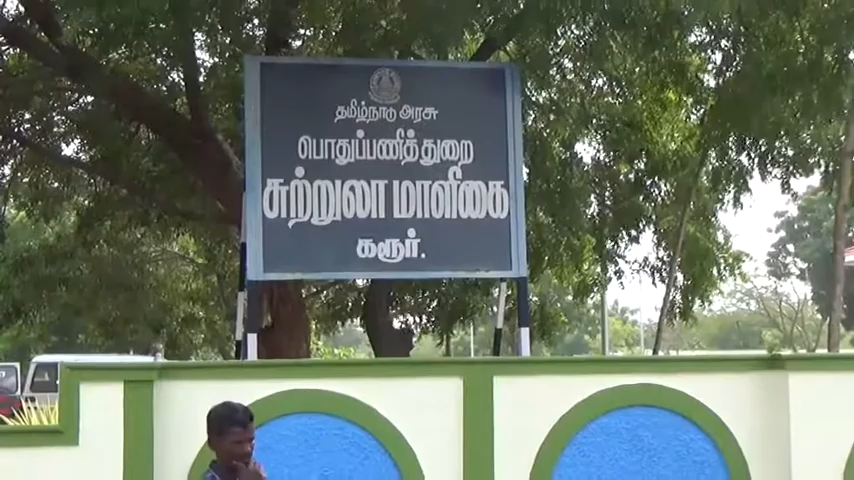 தமிழ்நாடு அரசு
பொதுப்பணித்துறை
சுற்றுலா மாளிகை
கரூர்.